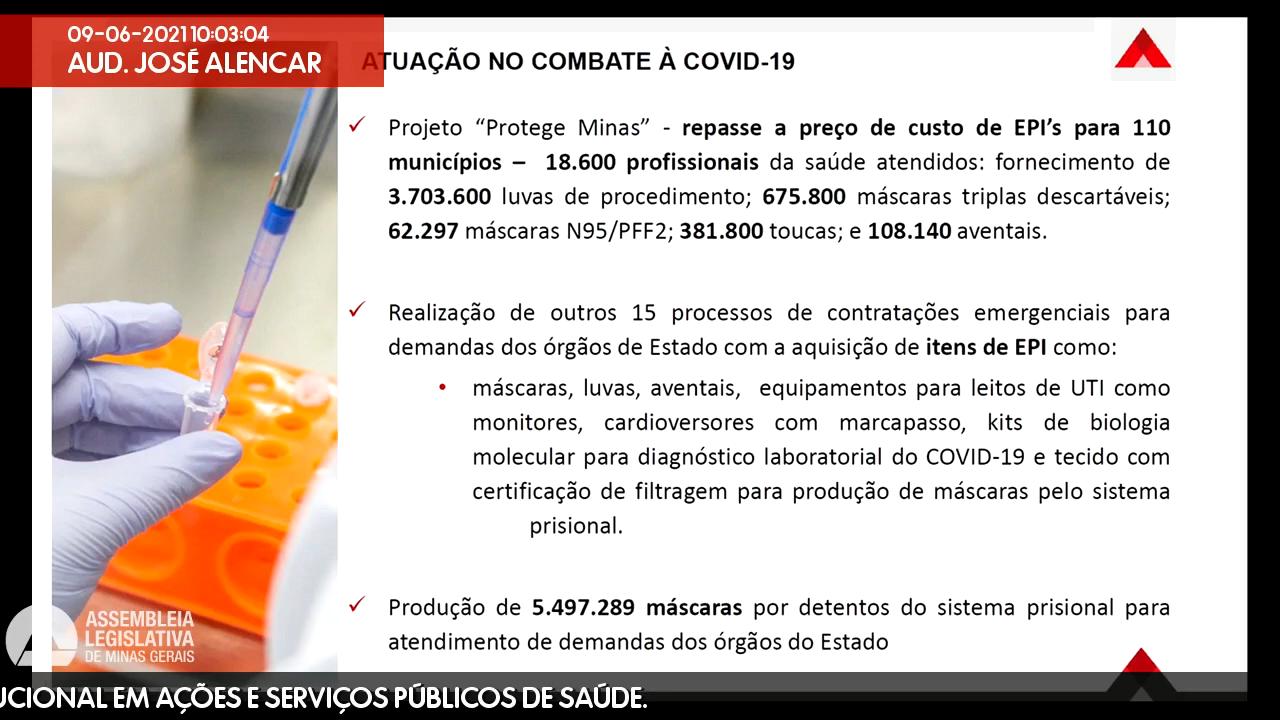 09-06-2021 10:03:04
AUD. JOSÉ ALENCAR
ATUAÇÃO NO COMBATE À COVID-19
Projeto “Protege Minas” - repasse a preço de custo de EPI’s para 110
municípios – 18.600 profissionais da saúde atendidos: fornecimento de
3.703.600 luvas de procedimento; 675.800 máscaras triplas descartáveis;
62.297 máscaras N95/PFF2; 381.800 toucas; e 108.140 aventais.
Realização de outros 15 processos de contratações emergenciais para
demandas dos órgãos de Estado com a aquisição de itens de EPI como:
máscaras, luvas, aventais, equipamentos para leitos de UTI como
monitores, cardioversores com marcapasso, kits de biologia
molecular para diagnóstico laboratorial do COVID-19 e tecido com
certificação de filtragem para produção de máscaras pelo sistema
prisional.
Produção de 5.497.289 máscaras por detentos do sistema prisional para
atendimento de demandas dos órgãos do Estado
ASSEMBLEIA
LEGISLATIVA
DE MINAS GERAIS
UCIONAL EM AÇÕES E SERVIÇOS PÚBLICOS DE SAÚDE.